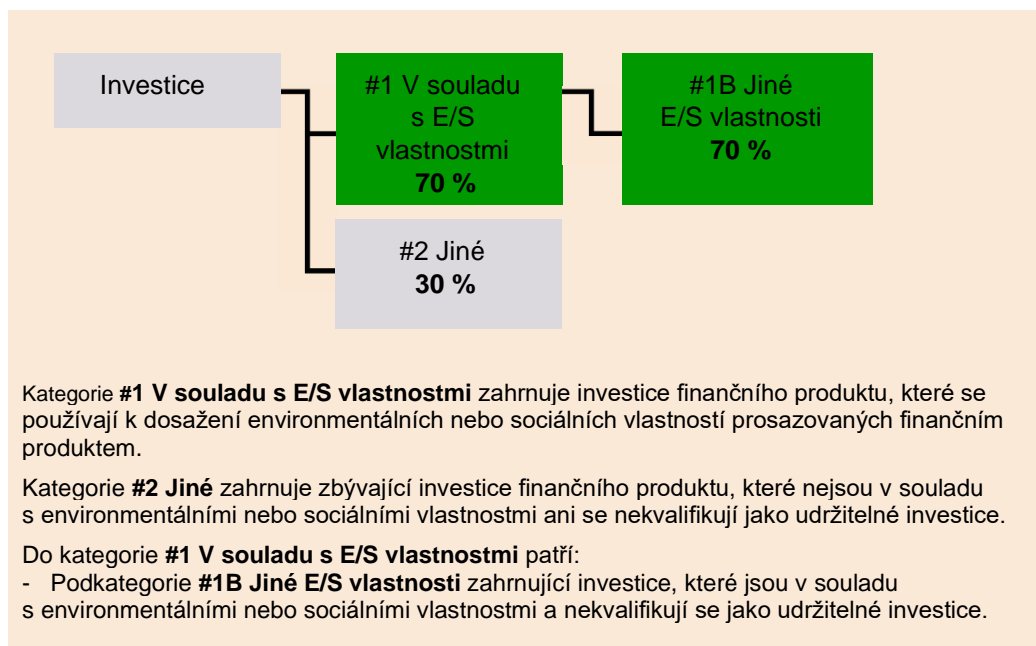 Investice
#1 V souladu
s E/S
vlastnostmi
70 %
#1B Jiné
E/S vlastnosti
70 %
#2 Jiné
30 %
Kategorie #1 V souladu s E/S vlastnostmi zahrnuje investice finančního produktu, které se
používají k dosažení environmentálních nebo sociálních vlastností prosazovaných finančním
produktem.
Kategorie #2 Jiné zahrnuje zbývající investice finančního produktu, které nejsou v souladu
s environmentálními nebo sociálními vlastnostmi ani se nekvalifikují jako udržitelné investice.
Do kategorie #1 V souladu s E/S vlastnostmi patří:
- Podkategorie #1B Jiné E/S vlastnosti zahrnující investice, které jsou v souladu
s environmentálními nebo sociálními vlastnostmi a nekvalifikují se jako udržitelné investice.